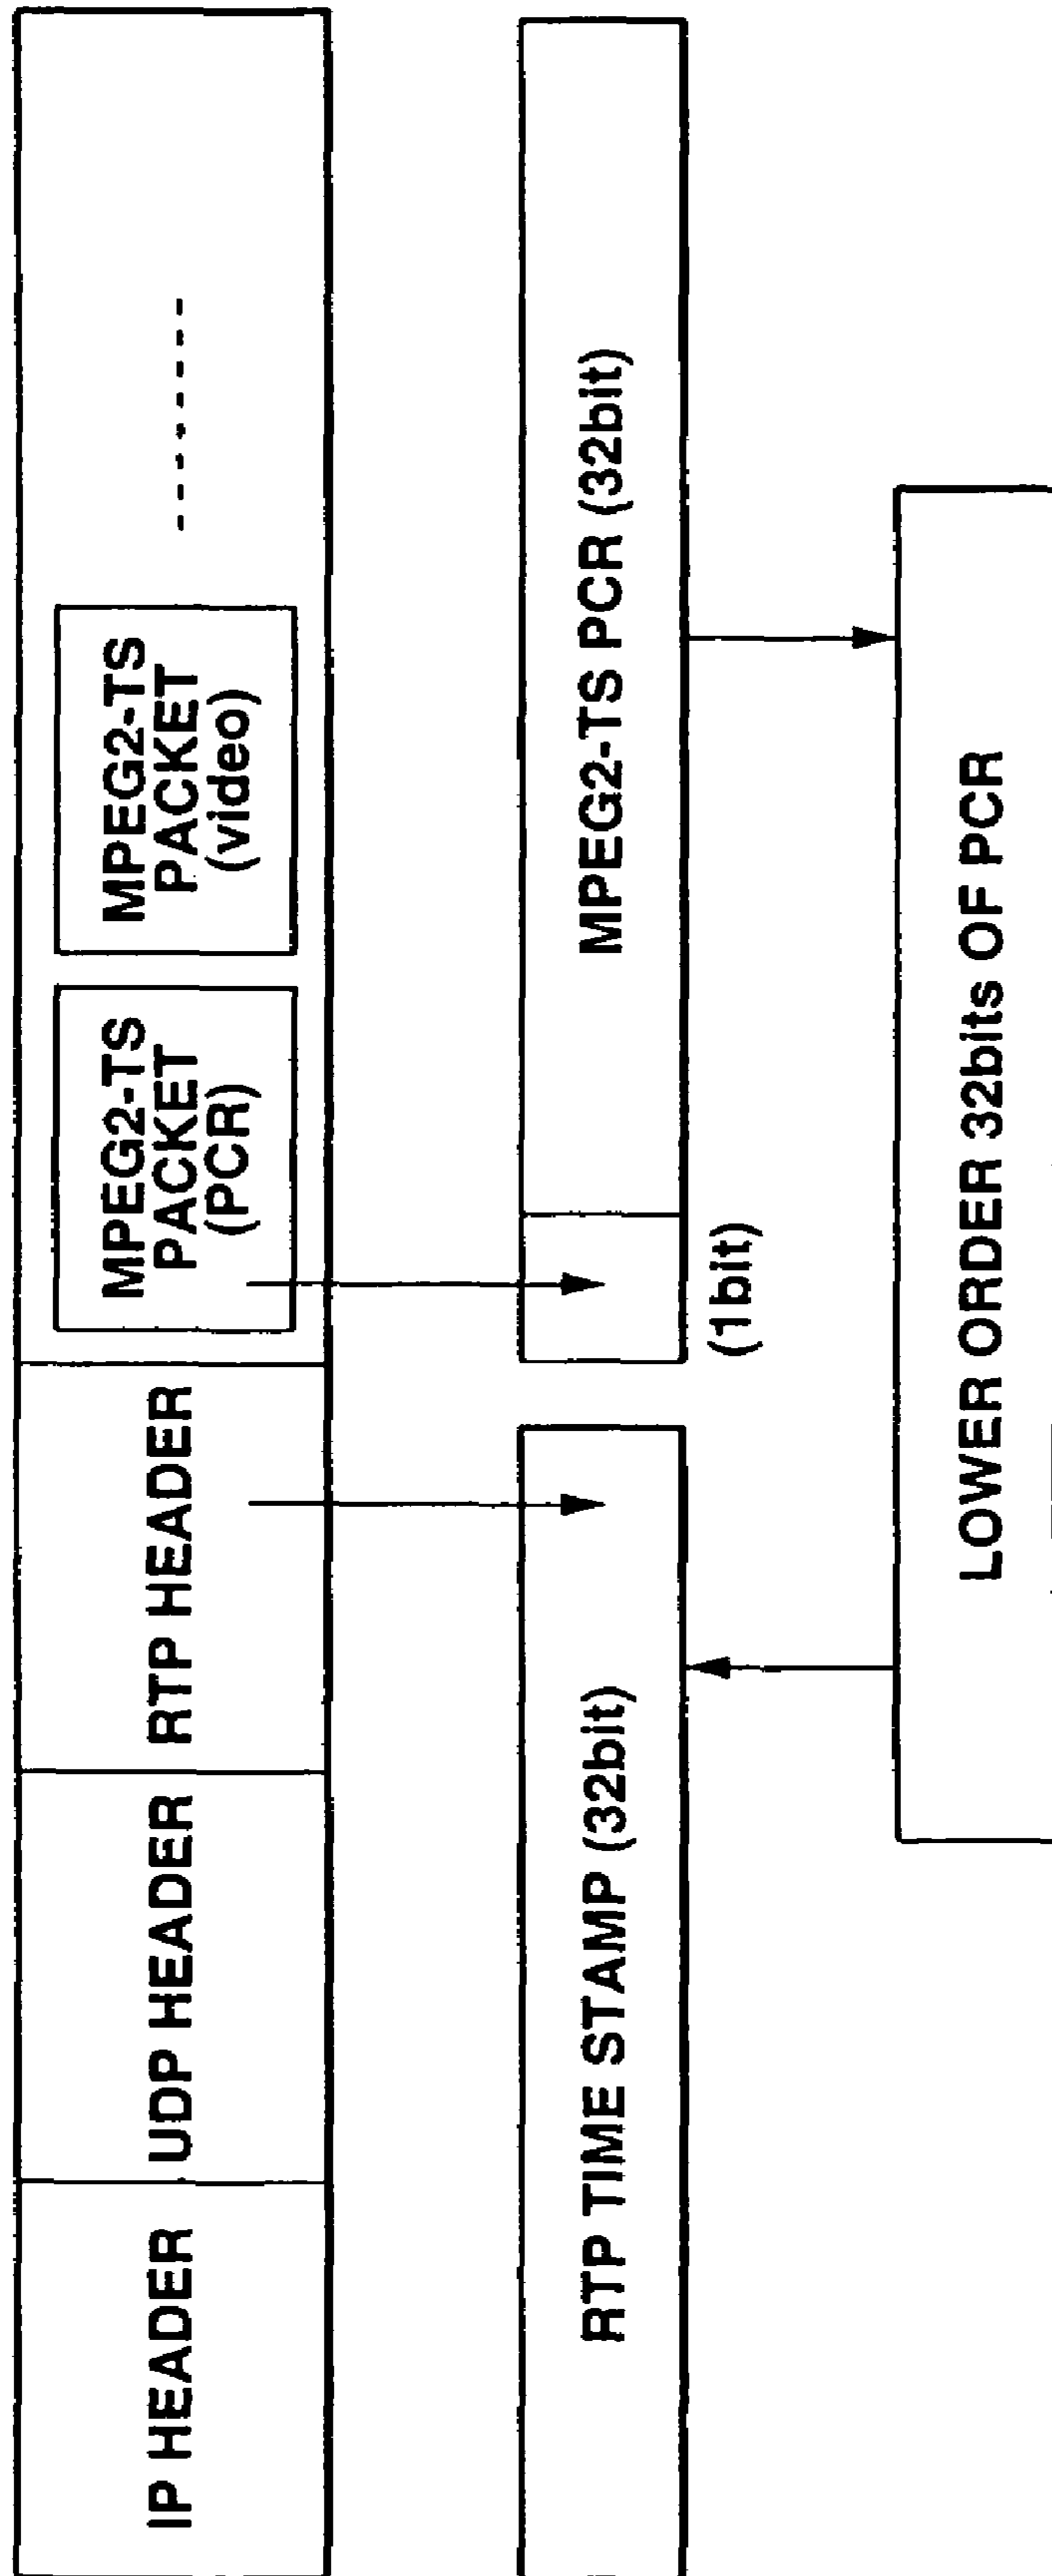 IP HEADER
UDP HEADER
RTP HEADER
MPEG2-TS
PACKET
(PCR)
MPEG2-TS
PACKET
(video)
RTP TIME STAMP (32bit)
(1bit)
MPEG2-TS PCR (32bit)
LOWER ORDER 32bits OF PCR